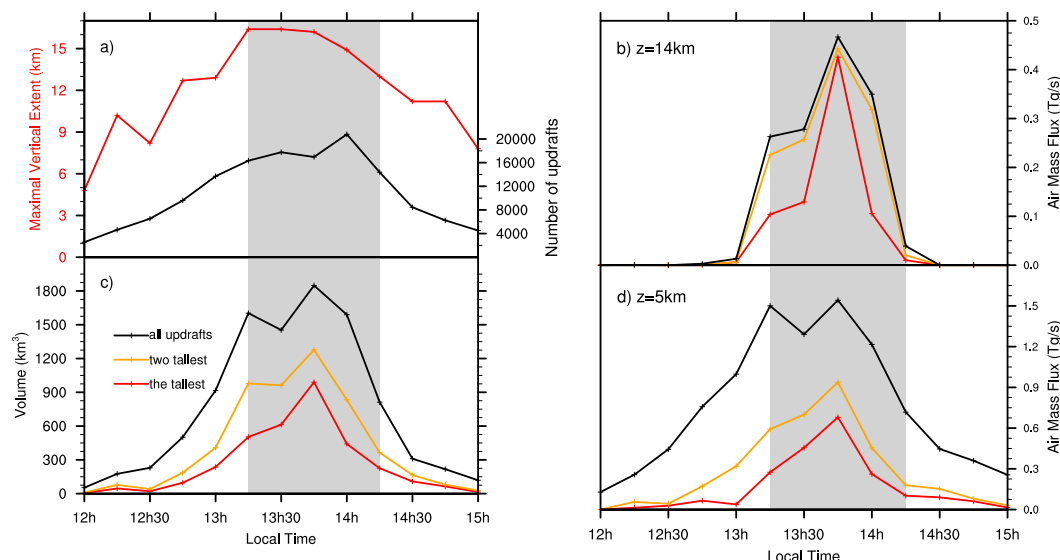 a)
15
12
9
6
3
0
Maximal Vertical Extent (km)
20000
16000
12000
8000
4000
Number of updrafts
b) z=14km
0.5
0.4
0.3
0.2
0.1
0.0
Air Mass Flux (Tg/s)
c)
1800
1500
1200
900
600
300
0
Volume (km³)
all updrafts
two tallest
the tallest
12h 12h30 13h 13h30 14h 14h30 15h
Local Time
d) z=5km
1.5
1.2
0.9
0.6
0.3
0.0
Air Mass Flux (Tg/s)
12h 12h30 13h 13h30 14h 14h30 15h
Local Time